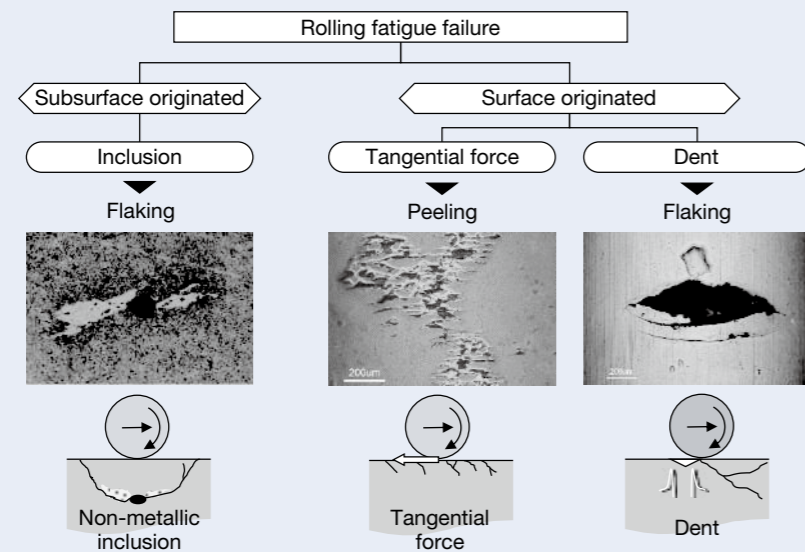 Rolling fatigue failure
Subsurface originated
Surface originated
Inclusion
Tangential force
Dent
Flaking
Peeling
Flaking
200um
200um
Non-metallic
inclusion
Tangential
force
Dent